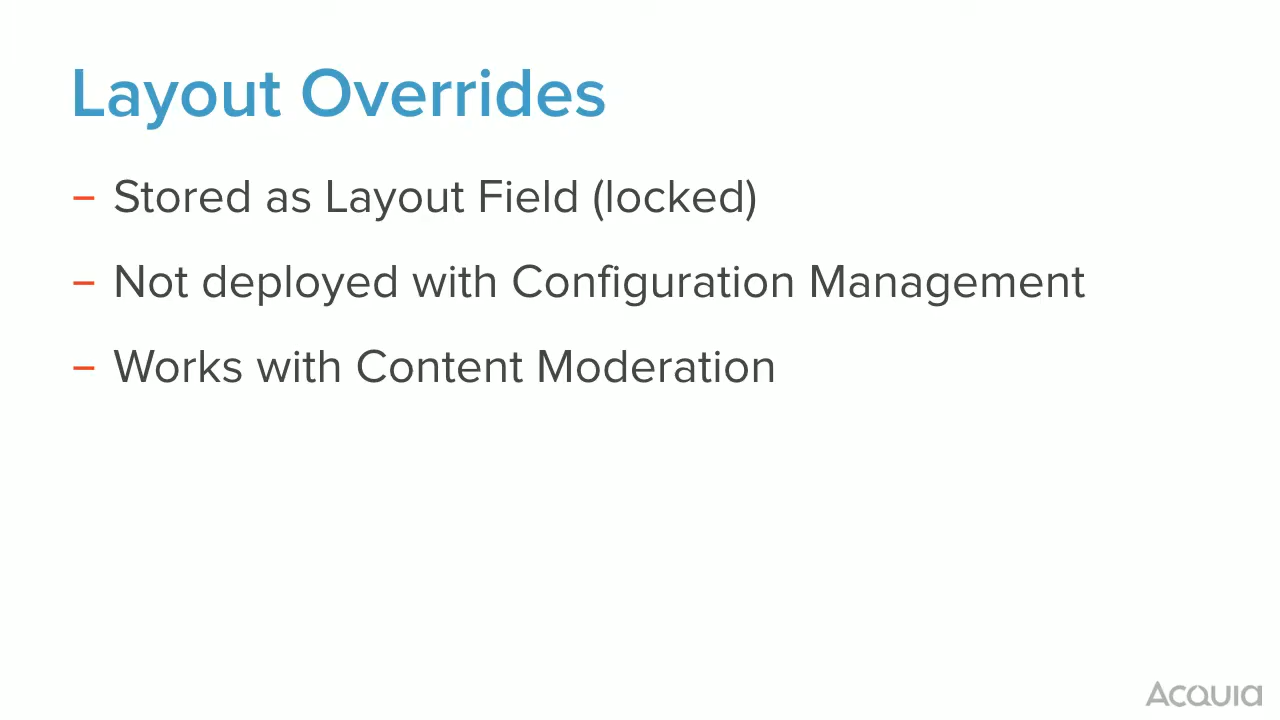 Layout Overrides
– Stored as Layout Field (locked)
– Not deployed with Configuration Management
– Works with Content Moderation
Acquia